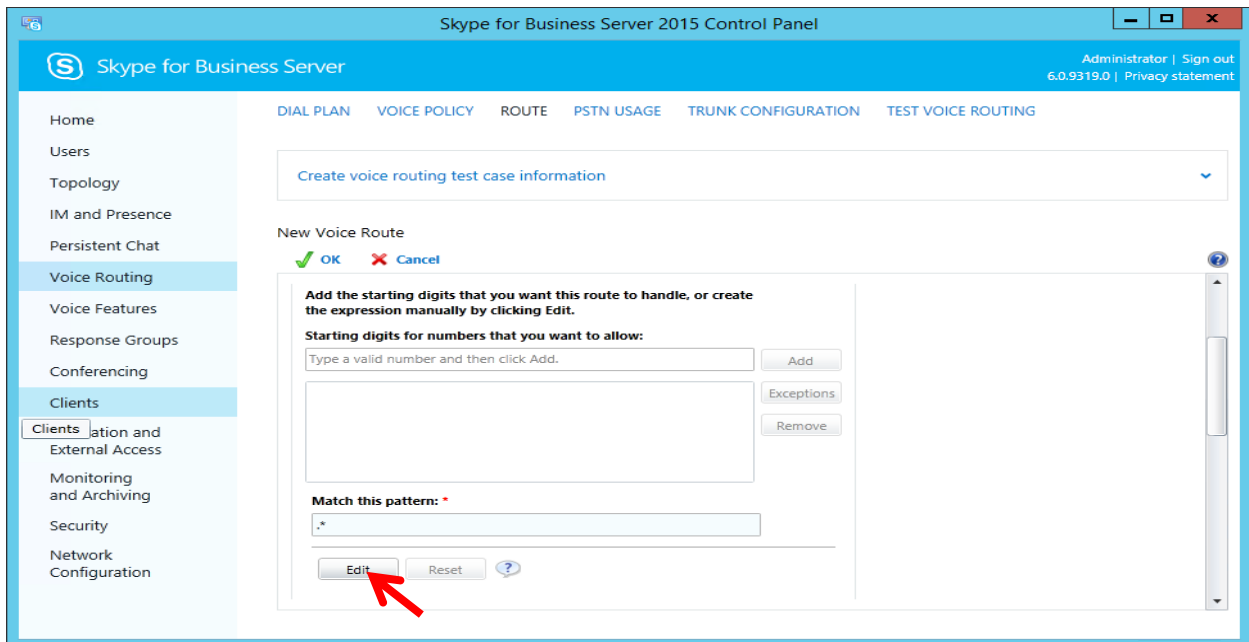 Skype for Business Server 2015 Control Panel
Skype for Business Server
Administrator | Sign out
6.0.9319.0 | Privacy statement
Home
Users
Topology
IM and Presence
Persistent Chat
Voice Routing
Voice Features
Response Groups
Conferencing
Clients
Clients
ation and
External Access
Monitoring
and Archiving
Security
Network
Configuration
DIAL PLAN VOICE POLICY ROUTE PSTN USAGE TRUNK CONFIGURATION TEST VOICE ROUTING
Create voice routing test case information
New Voice Route
OK Cancel
Add the starting digits that you want this route to handle, or create
the expression manually by clicking Edit.
Starting digits for numbers that you want to allow:
Type a valid number and then click Add.
Add
Exceptions
Remove
Match this pattern: *
.*
Edit Reset ?